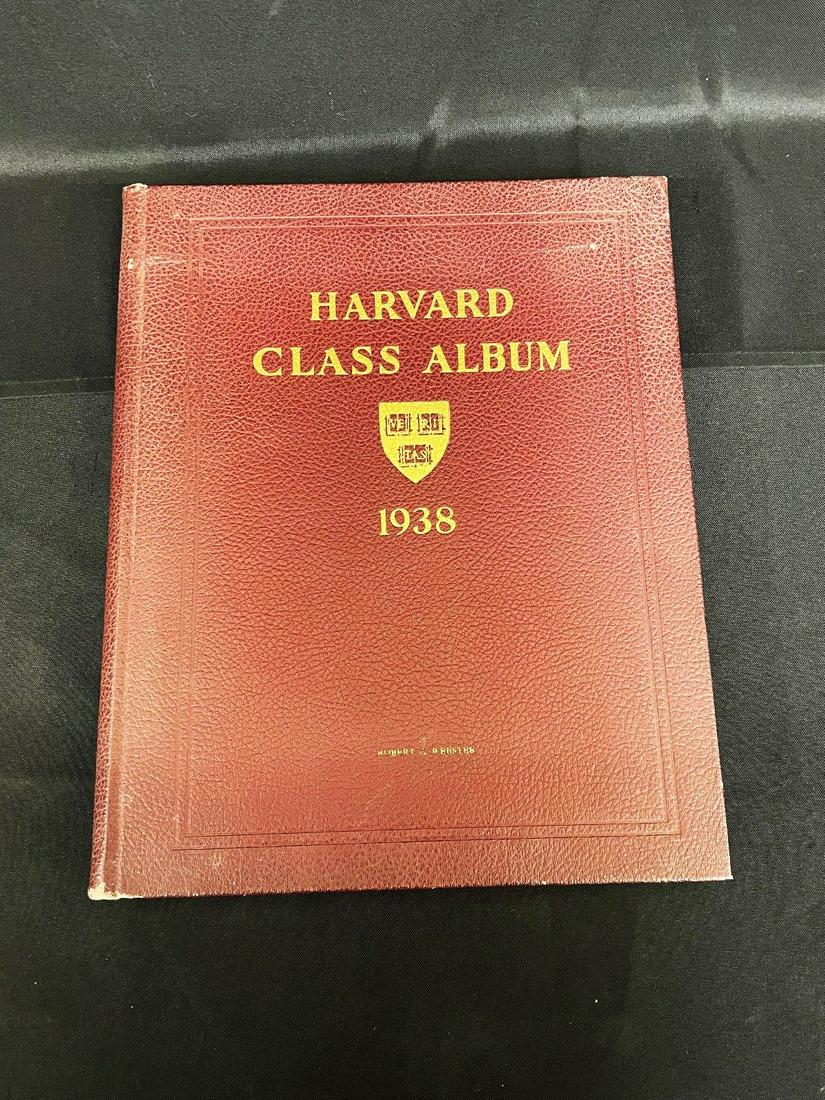 HARVARD
CLASS ALBUM
VE RI
TAS
1938
ROBERT WEBSTER